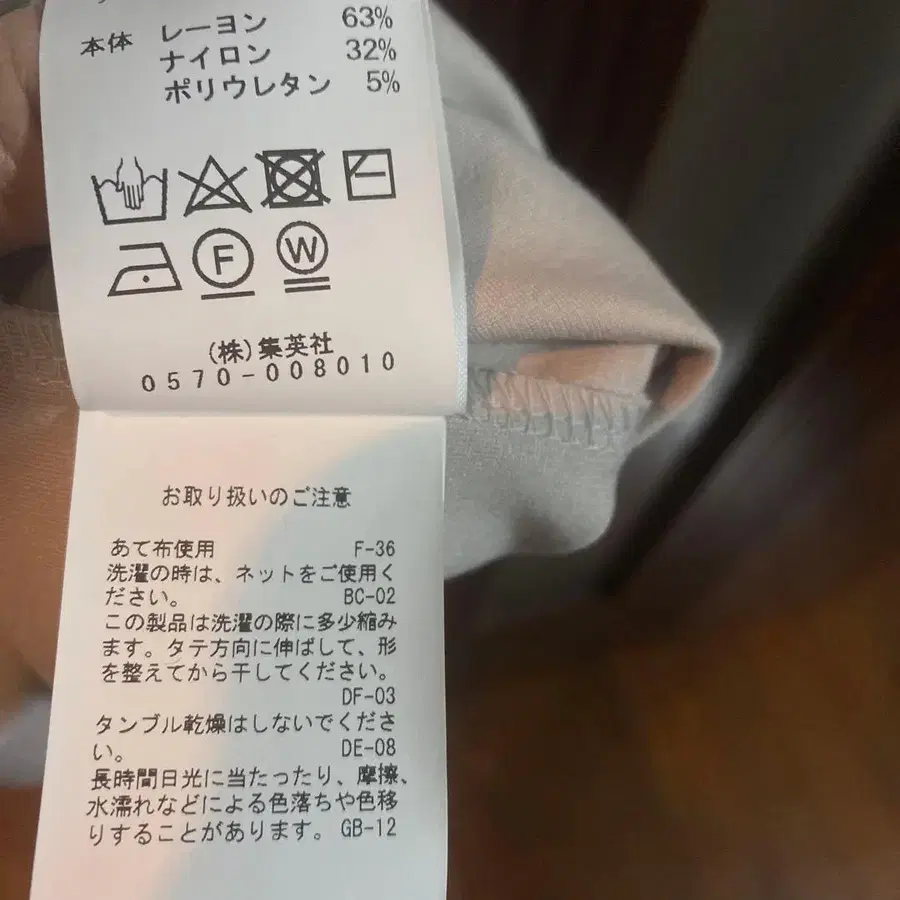 本体 レーヨン 63%
ナイロン 32%
ポリウレタン 5%
F
W
(株)集英社
0570-008010
お取り扱いのご注意
あて布使用 F-36
洗濯の時は、ネットをご使用く
ださい。 BC-02
この製品は洗濯の際に多少縮み
ます。タテ方向に伸ばして、形
を整えてから干してください。
DF-03
タンブル乾燥はしないでくださ
い。 DE-08
長時間日光に当たったり、摩擦、
水濡れなどによる色落ちや色移
りすることがあります。 GB-12